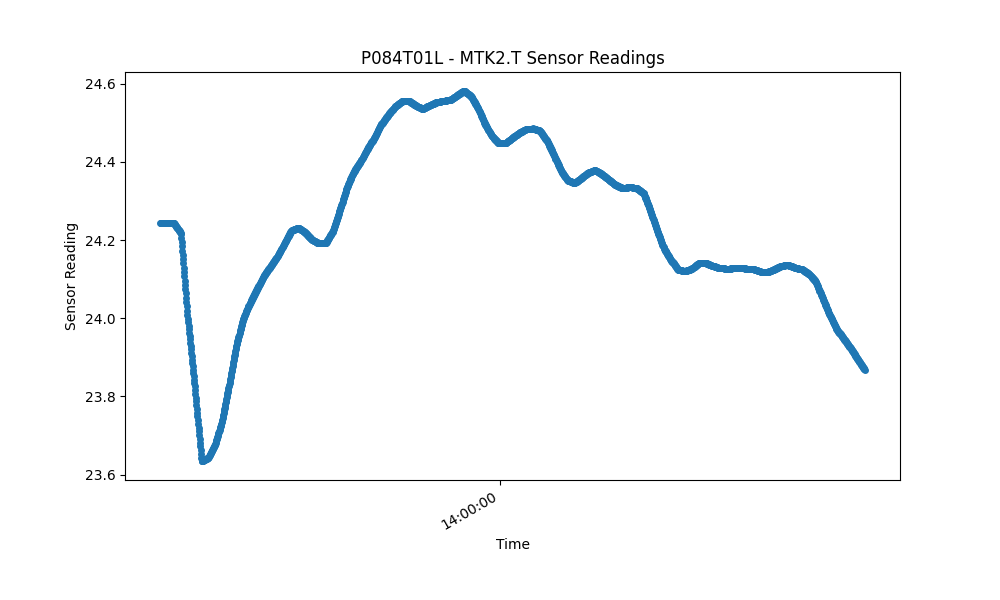 P084T01L - MTK2.T Sensor Readings
24.6
24.4
24.2
24.0
23.8
23.6
Sensor Reading
14:00:00
Time